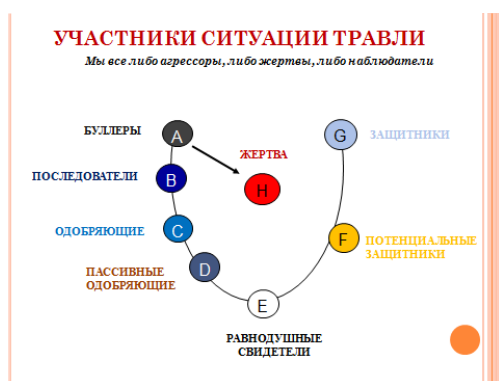 УЧАСТНИКИ СИТУАЦИИ ТРАВЛИ
Мы все либо агрессоры, либо жертвы, либо наблюдатели
БУЛЛЕРЫ
A
G
ЗАЩИТНИКИ
ЖЕРТВА
ПОСЛЕДОВАТЕЛИ
B
H
ОДОБРЯЮЩИЕ
C
F
ПОТЕНЦИАЛЬНЫЕ
ЗАЩИТНИКИ
ПАССИВНЫЕ
ОДОБРЯЮЩИЕ
D
E
РАВНОДУШНЫЕ
СВИДЕТЕЛИ